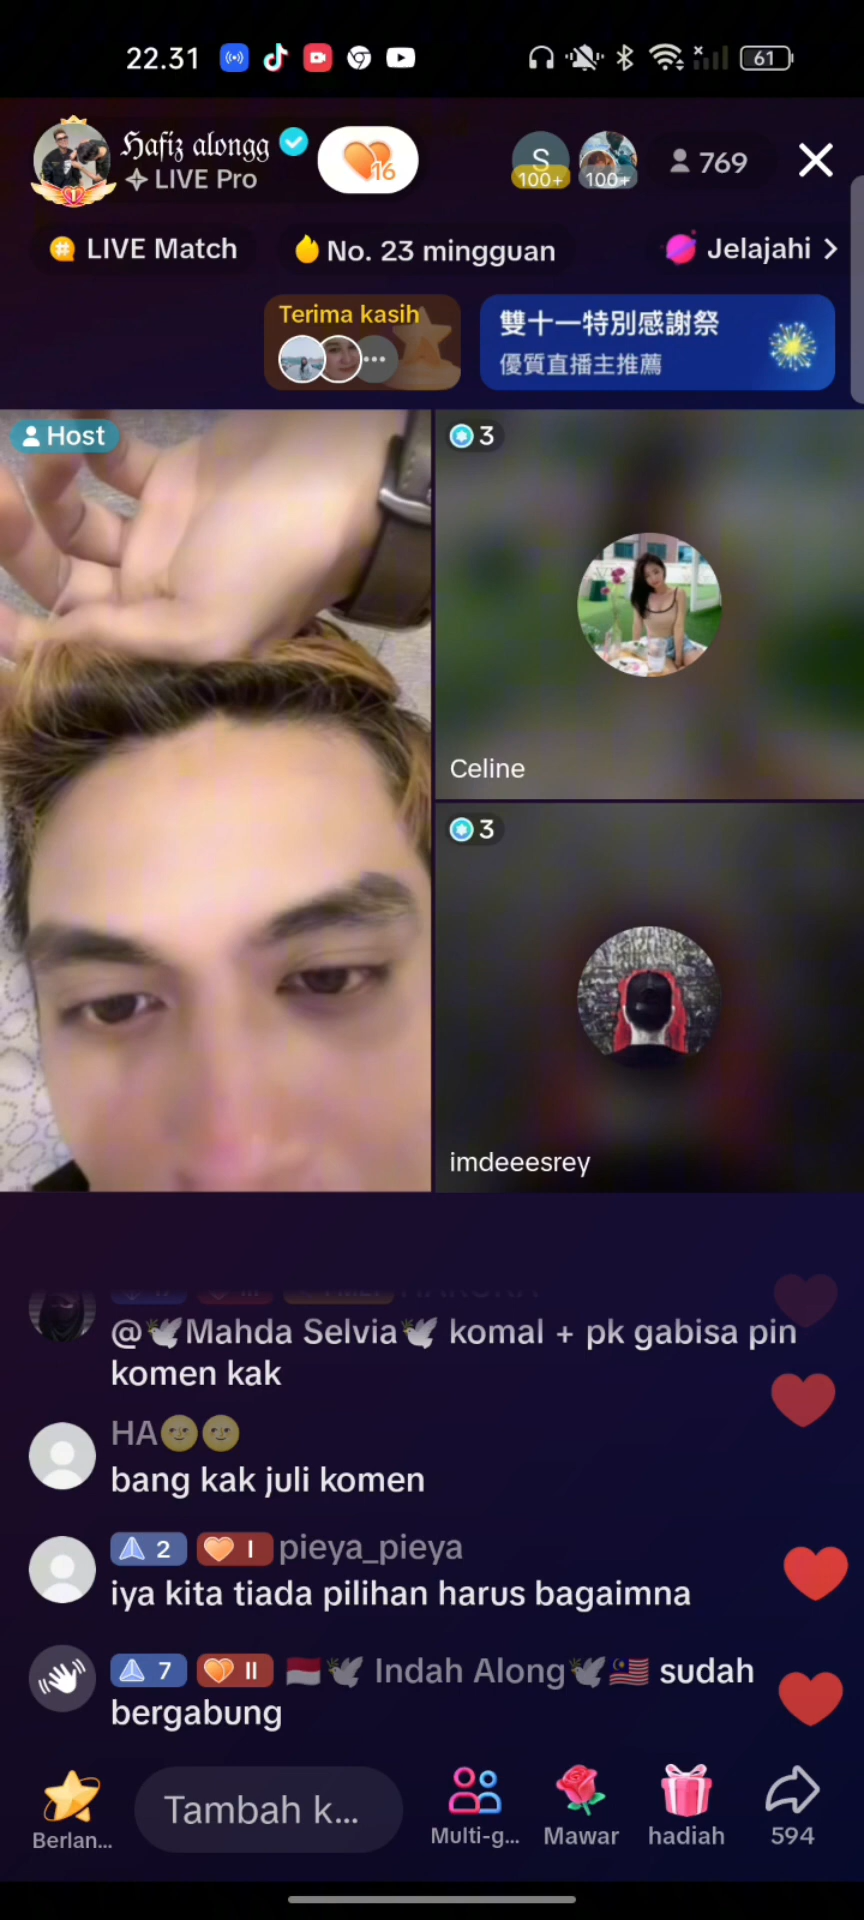 22.31
61
Hafiz alongg
LIVE Pro
16
S
100+
100+
769
LIVE Match
No. 23 mingguan
Jelajahi
Terima kasih
雙十一特別感謝祭
優質直播主推薦
Host
3
Celine
3
imdeeesrey
@🕊️Mahda Selvia🕊️ komal + pk gabisa pin
komen kak
HA🌝🌝
bang kak juli komen
2 I pieya_pieya
iya kita tiada pilihan harus bagaimna
7 II 🇮🇩🕊️ Indah Along🕊️🇲🇾 sudah
bergabung
Berlan...
Tambah k...
Multi-g...
Mawar
hadiah
594